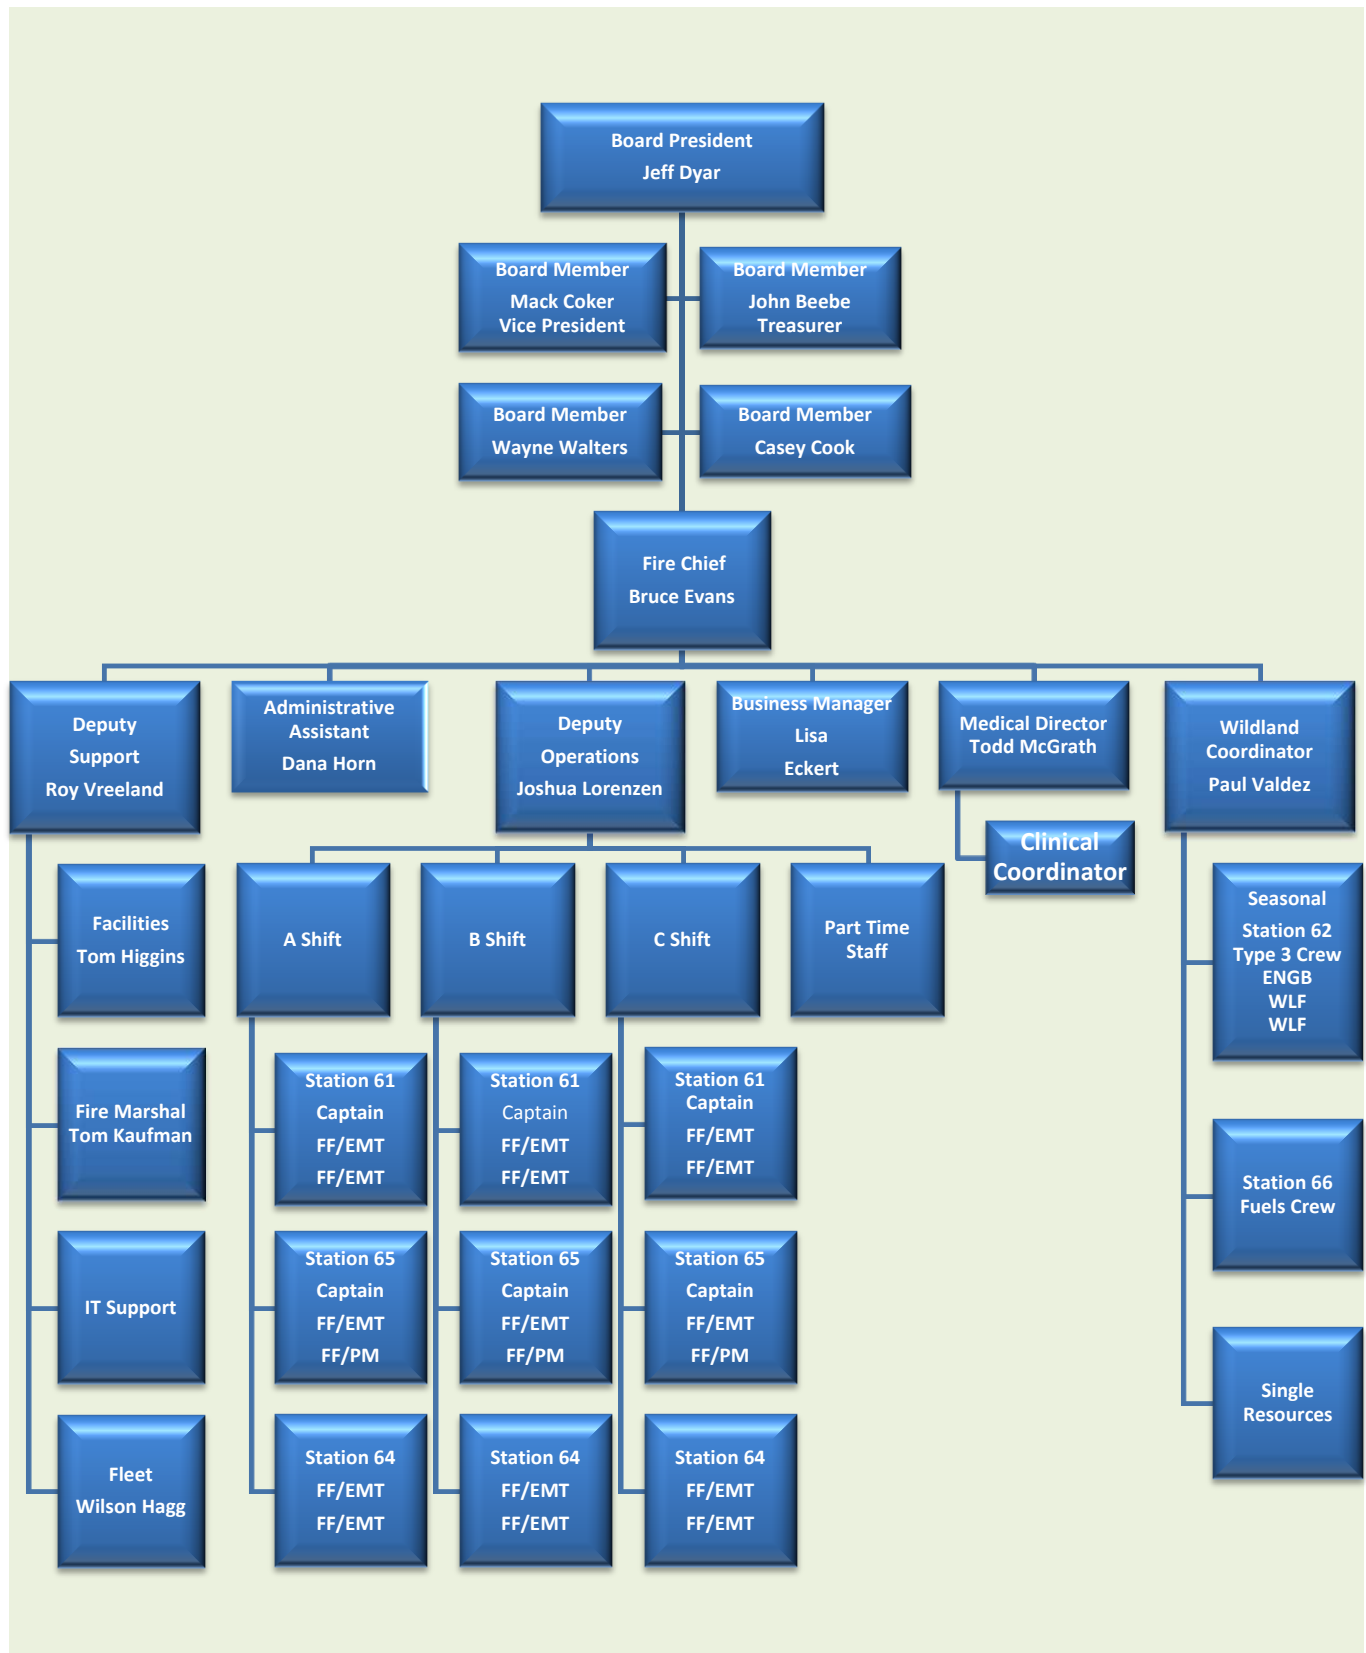 Board President
Jeff Dyar
Board Member
Mack Coker
Vice President
Board Member
John Beebe
Treasurer
Board Member
Wayne Walters
Board Member
Casey Cook
Fire Chief
Bruce Evans
Deputy
Support
Roy Vreeland
Administrative
Assistant
Dana Horn
Deputy
Operations
Joshua Lorenzen
Business Manager
Lisa
Eckert
Medical Director
Todd McGrath
Wildland
Coordinator
Paul Valdez
Clinical
Coordinator
Facilities
Tom Higgins
Fire Marshal
Tom Kaufman
IT Support
Fleet
Wilson Hagg
A Shift
Station 61
Captain
FF/EMT
FF/EMT
Station 65
Captain
FF/EMT
FF/PM
Station 64
FF/EMT
FF/EMT
B Shift
Station 61
Captain
FF/EMT
FF/EMT
Station 65
Captain
FF/EMT
FF/PM
Station 64
FF/EMT
FF/EMT
C Shift
Station 61
Captain
FF/EMT
FF/EMT
Station 65
Captain
FF/EMT
FF/PM
Station 64
FF/EMT
FF/EMT
Part Time
Staff
Seasonal
Station 62
Type 3 Crew
ENGB
WLF
WLF
Station 66
Fuels Crew
Single
Resources